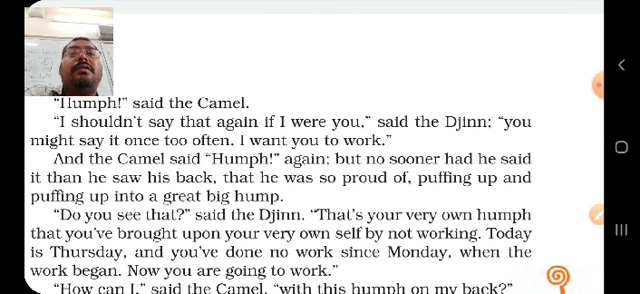 "Humph!" said the Camel.
"I shouldn't say that again if I were you," said the Djinn; "you
might say it once too often. I want you to work."
And the Camel said "Humph!" again; but no sooner had he said
it than he saw his back, that he was so proud of, puffing up and
puffing up into a great big hump.
"Do you see that?" said the Djinn. "That's your very own humph
that you've brought upon your very own self by not working. Today
is Thursday, and you've done no work since Monday, when the
work began. Now you are going to work."
"How can I," said the Camel, "with this humph on my back?"